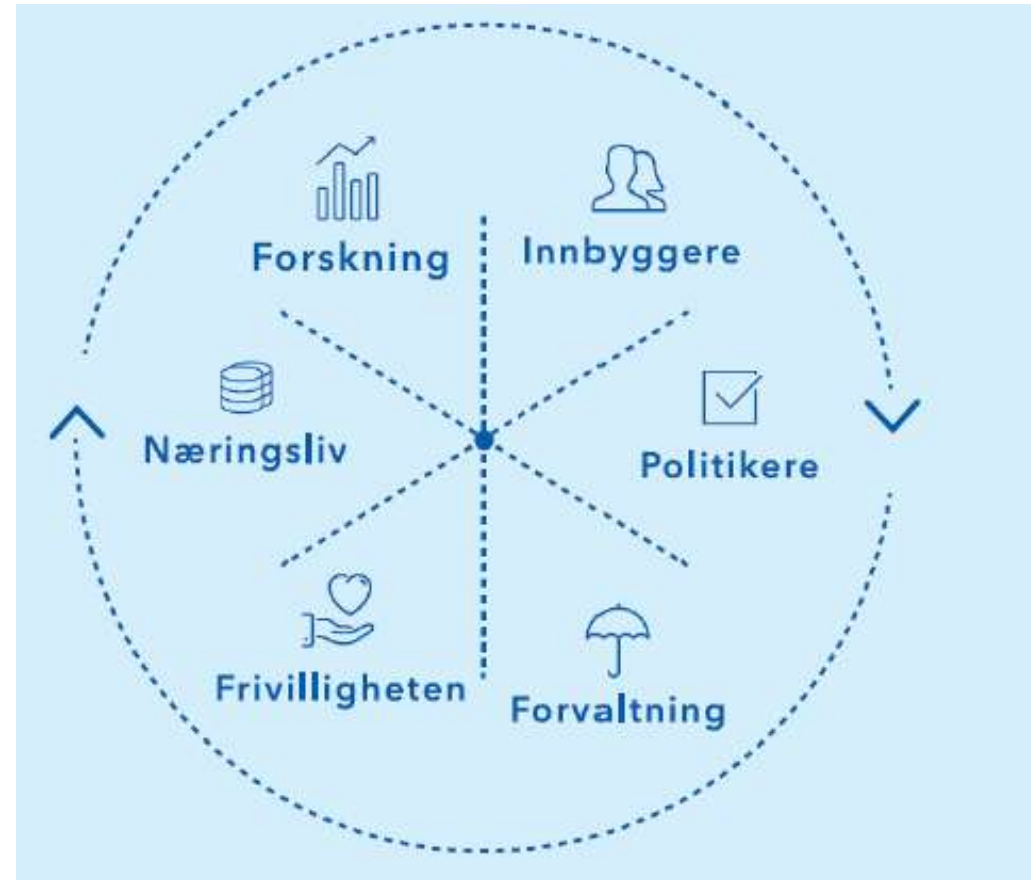 Forskning
Innbyggere
Næringsliv
Politikere
Frivilligheten
Forvaltning